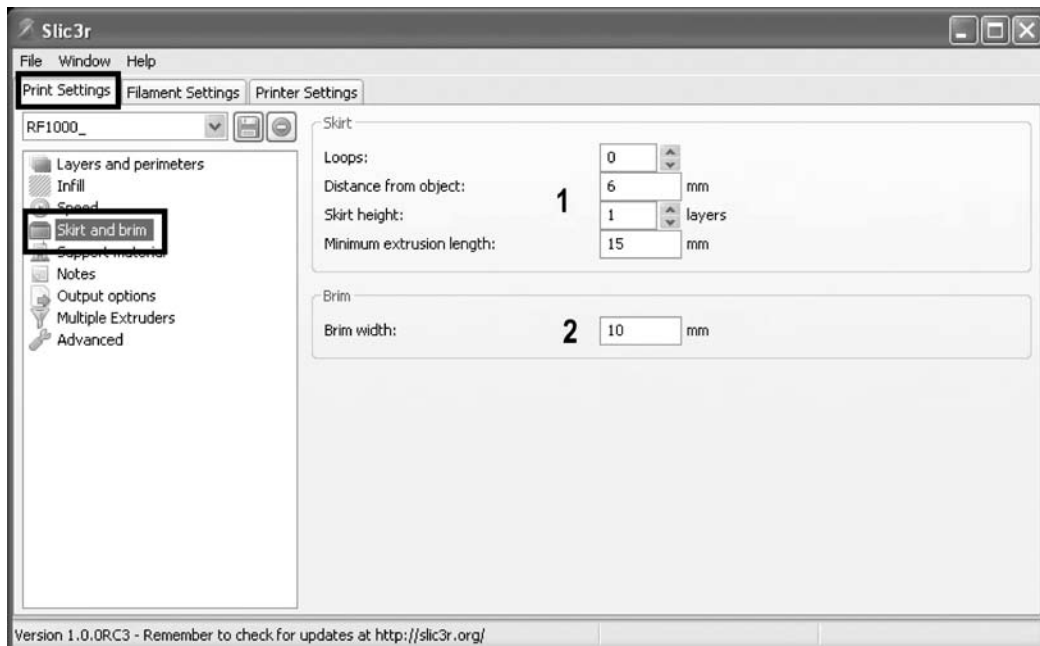 Slic3r
File Window Help
Print Settings Filament Settings Printer Settings
RF1000_
Layers and perimeters
Infill
Speed
Skirt and brim
Support material
Notes
Output options
Multiple Extruders
Advanced
Skirt
Loops: 0
Distance from object: 6 mm
Skirt height: 1 layers
Minimum extrusion length: 15 mm
1
Brim
Brim width: 2 10 mm
Version 1.0.0RC3 - Remember to check for updates at http://slic3r.org/